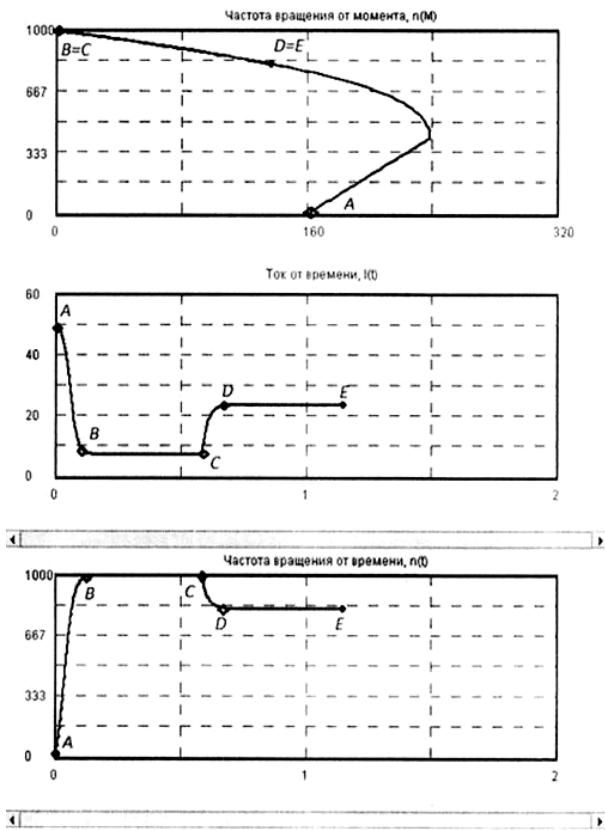 Частота вращения от момента, n(M)
1000
B=C
D=E
667
333
A
0
0
160
320
Ток от времени, I(t)
60
A
40
D
E
20
B
C
0
0
1
2
Частота вращения от времени, n(t)
1000
B
C
D
E
667
333
A
0
0
1
2